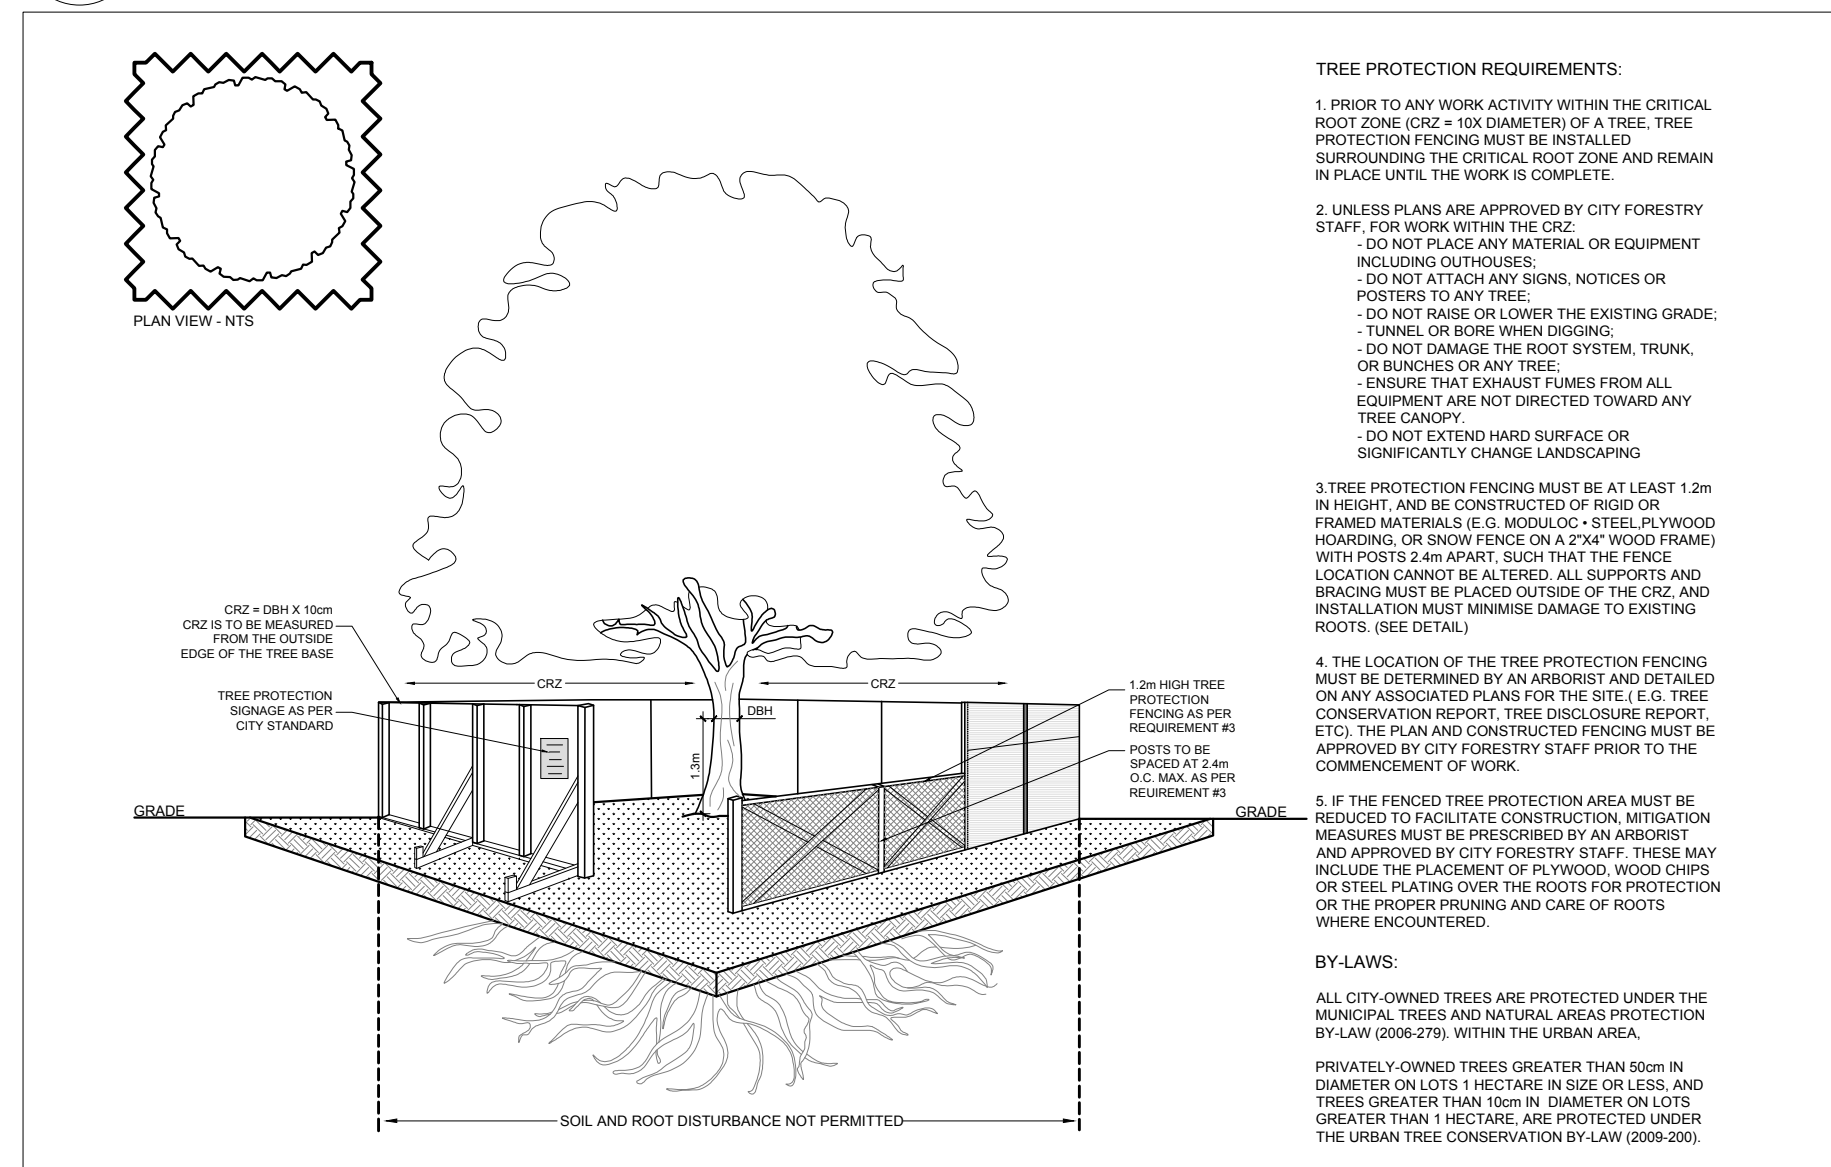 PLAN VIEW - NTS
CRZ = DBH X 10cm
CRZ IS TO BE MEASURED
FROM THE OUTSIDE
EDGE OF THE TREE BASE
TREE PROTECTION
SIGNAGE AS PER
CITY STANDARD
GRADE
CRZ
CRZ
DBH
1.3m
1.2m HIGH TREE
PROTECTION
FENCING AS PER
REQUIREMENT #3
POSTS TO BE
SPACED AT 2.4m
O.C. MAX. AS PER
REUIREMENT #3
GRADE
SOIL AND ROOT DISTURBANCE NOT PERMITTED
TREE PROTECTION REQUIREMENTS:
1. PRIOR TO ANY WORK ACTIVITY WITHIN THE CRITICAL
ROOT ZONE (CRZ = 10X DIAMETER) OF A TREE, TREE
PROTECTION FENCING MUST BE INSTALLED
SURROUNDING THE CRITICAL ROOT ZONE AND REMAIN
IN PLACE UNTIL THE WORK IS COMPLETE.
2. UNLESS PLANS ARE APPROVED BY CITY FORESTRY
STAFF, FOR WORK WITHIN THE CRZ:
- DO NOT PLACE ANY MATERIAL OR EQUIPMENT
INCLUDING OUTHOUSES;
- DO NOT ATTACH ANY SIGNS, NOTICES OR
POSTERS TO ANY TREE;
- DO NOT RAISE OR LOWER THE EXISTING GRADE;
- TUNNEL OR BORE WHEN DIGGING;
- DO NOT DAMAGE THE ROOT SYSTEM, TRUNK,
OR BUNCHES OR ANY TREE;
- ENSURE THAT EXHAUST FUMES FROM ALL
EQUIPMENT ARE NOT DIRECTED TOWARD ANY
TREE CANOPY.
- DO NOT EXTEND HARD SURFACE OR
SIGNIFICANTLY CHANGE LANDSCAPING
3.TREE PROTECTION FENCING MUST BE AT LEAST 1.2m
IN HEIGHT, AND BE CONSTRUCTED OF RIGID OR
FRAMED MATERIALS (E.G. MODULOC • STEEL,PLYWOOD
HOARDING, OR SNOW FENCE ON A 2"X4" WOOD FRAME)
WITH POSTS 2.4m APART, SUCH THAT THE FENCE
LOCATION CANNOT BE ALTERED. ALL SUPPORTS AND
BRACING MUST BE PLACED OUTSIDE OF THE CRZ, AND
INSTALLATION MUST MINIMISE DAMAGE TO EXISTING
ROOTS. (SEE DETAIL)
4. THE LOCATION OF THE TREE PROTECTION FENCING
MUST BE DETERMINED BY AN ARBORIST AND DETAILED
ON ANY ASSOCIATED PLANS FOR THE SITE.( E.G. TREE
CONSERVATION REPORT, TREE DISCLOSURE REPORT,
ETC). THE PLAN AND CONSTRUCTED FENCING MUST BE
APPROVED BY CITY FORESTRY STAFF PRIOR TO THE
COMMENCEMENT OF WORK.
5. IF THE FENCED TREE PROTECTION AREA MUST BE
REDUCED TO FACILITATE CONSTRUCTION, MITIGATION
MEASURES MUST BE PRESCRIBED BY AN ARBORIST
AND APPROVED BY CITY FORESTRY STAFF. THESE MAY
INCLUDE THE PLACEMENT OF PLYWOOD, WOOD CHIPS
OR STEEL PLATING OVER THE ROOTS FOR PROTECTION
OR THE PROPER PRUNING AND CARE OF ROOTS
WHERE ENCOUNTERED.
BY-LAWS:
ALL CITY-OWNED TREES ARE PROTECTED UNDER THE
MUNICIPAL TREES AND NATURAL AREAS PROTECTION
BY-LAW (2006-279). WITHIN THE URBAN AREA,
PRIVATELY-OWNED TREES GREATER THAN 50cm IN
DIAMETER ON LOTS 1 HECTARE IN SIZE OR LESS, AND
TREES GREATER THAN 10cm IN DIAMETER ON LOTS
GREATER THAN 1 HECTARE, ARE PROTECTED UNDER
THE URBAN TREE CONSERVATION BY-LAW (2009-200).